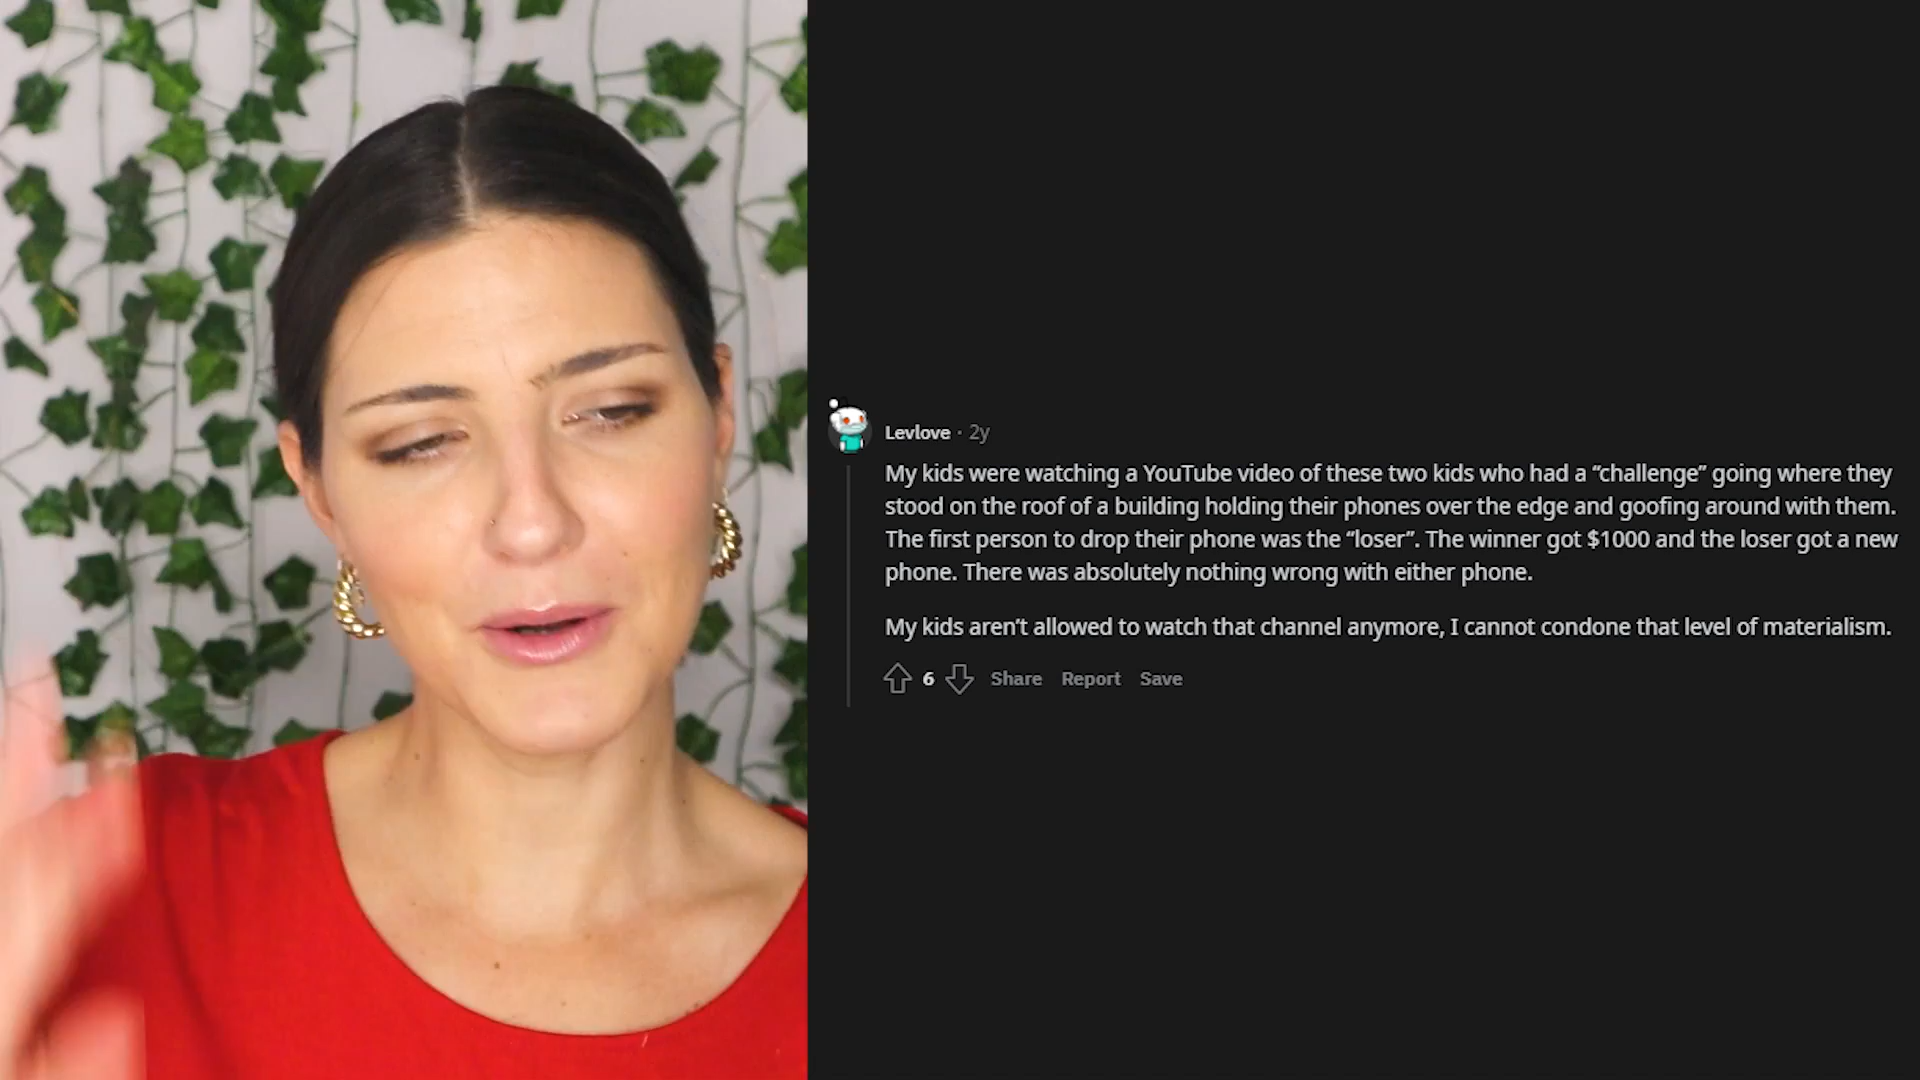 Levlove · 2y
My kids were watching a YouTube video of these two kids who had a “challenge” going where they
stood on the roof of a building holding their phones over the edge and goofing around with them.
The first person to drop their phone was the “loser”. The winner got $1000 and the loser got a new
phone. There was absolutely nothing wrong with either phone.
My kids aren’t allowed to watch that channel anymore, I cannot condone that level of materialism.
6 Share Report Save